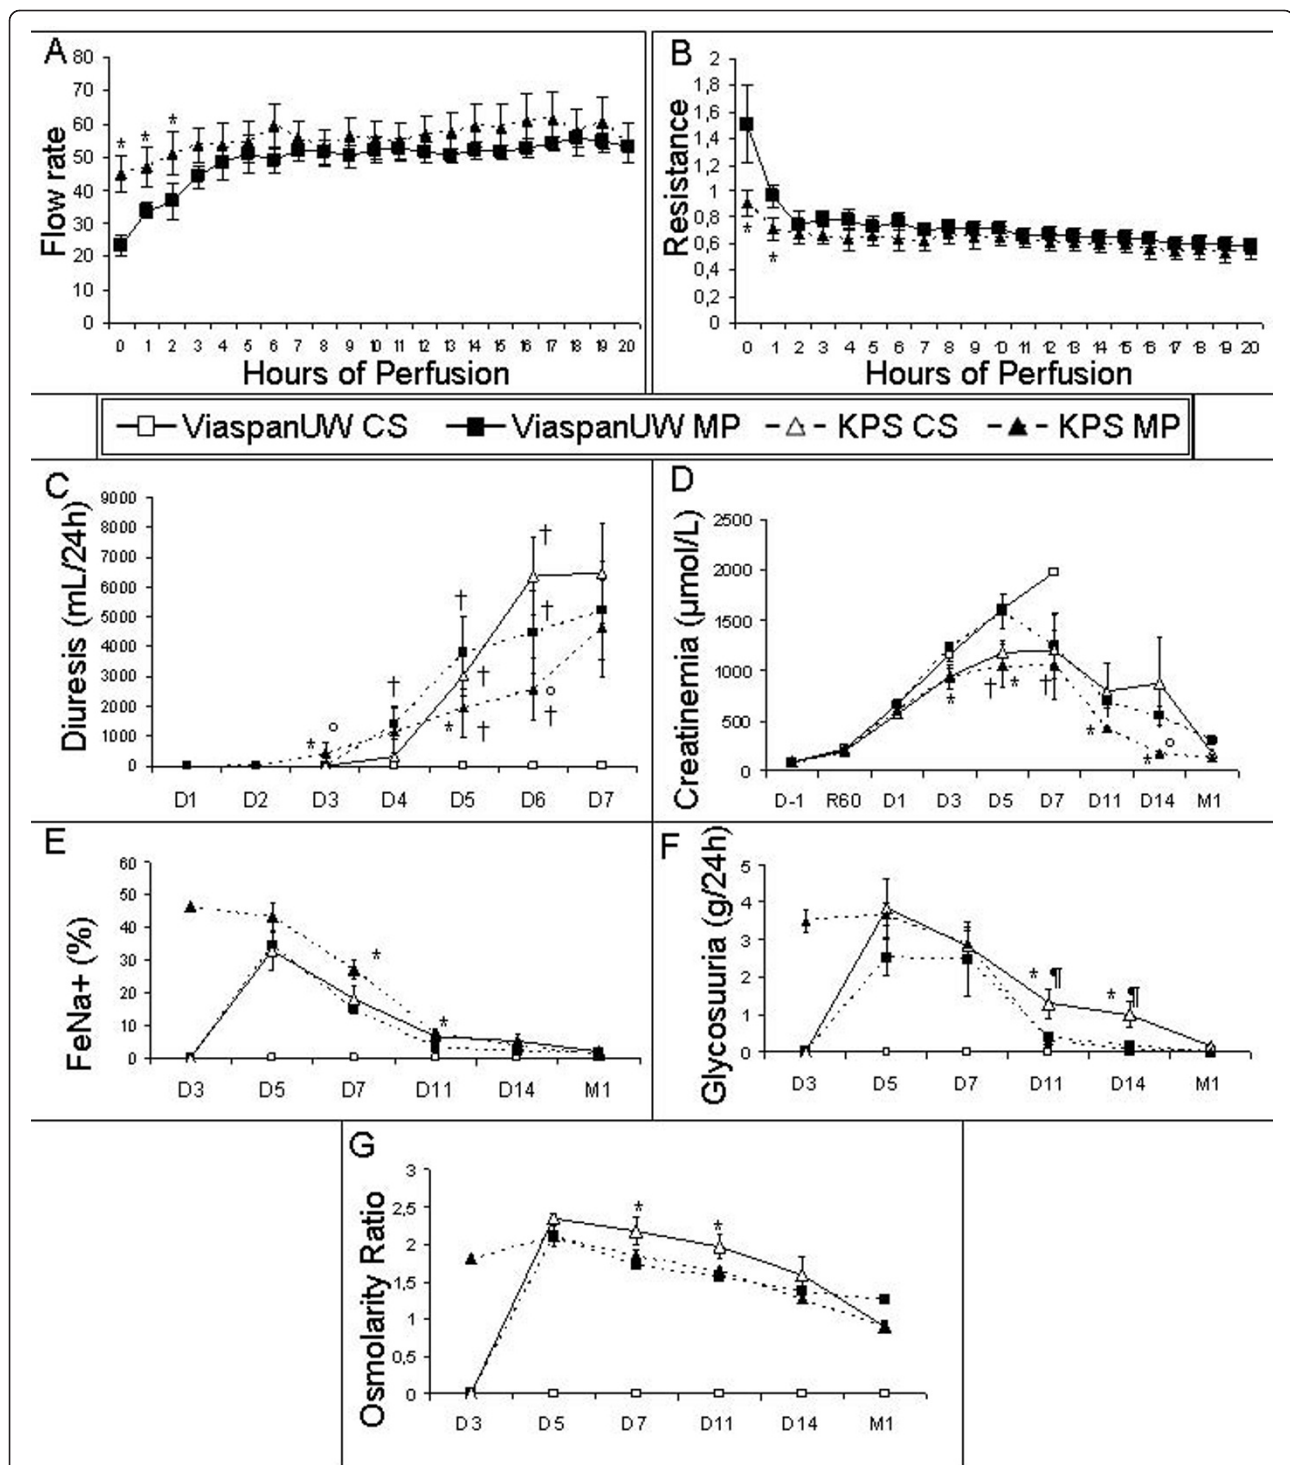 A
Flow rate
80
70
60
50
40
30
20
10
0
* * *
0 1 2 3 4 5 6 7 8 9 10 11 12 13 14 15 16 17 18 19 20
Hours of Perfusion
B
Resistance
2
1,8
1,6
1,4
1,2
1
0,8
0,6
0,4
0,2
0
* *
0 1 2 3 4 5 6 7 8 9 10 11 12 13 14 15 16 17 18 19 20
Hours of Perfusion
ViaspanUW CS ViaspanUW MP KPS CS KPS MP
C
Diuresis (mL/24h)
9000
8000
7000
6000
5000
4000
3000
2000
1000
0
* ° † † † * † † † ° †
D1 D2 D3 D4 D5 D6 D7
D
Creatinemia (µmol/L)
2500
2000
1500
1000
500
0
* † * † † * ° *
D-1 R60 D1 D3 D5 D7 D11 D14 M1
E
FeNa+ (%)
60
50
40
30
20
10
0
* *
D3 D5 D7 D11 D14 M1
F
Glycosuuria (g/24h)
5
4
3
2
1
0
* ¶ * ¶
D3 D5 D7 D11 D14 M1
G
Osmolarity Ratio
3
2,5
2
1,5
1
0,5
0
* *
D3 D5 D7 D11 D14 M1